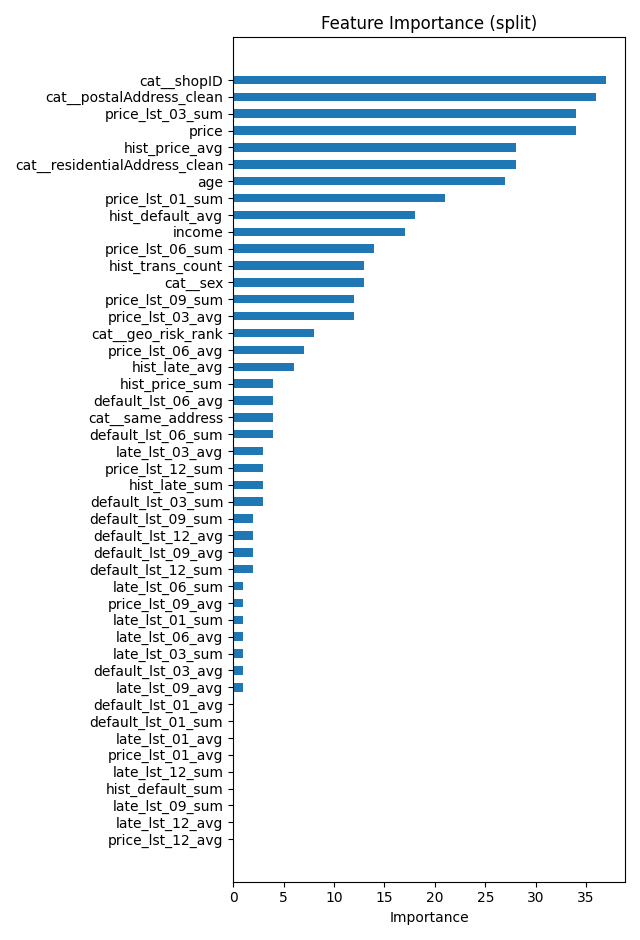 Feature Importance (split)
cat__shopID
cat__postalAddress_clean
price_lst_03_sum
price
hist_price_avg
cat__residentialAddress_clean
age
price_lst_01_sum
hist_default_avg
income
price_lst_06_sum
hist_trans_count
cat__sex
price_lst_09_sum
price_lst_03_avg
cat__geo_risk_rank
price_lst_06_avg
hist_late_avg
hist_price_sum
default_lst_06_avg
cat__same_address
default_lst_06_sum
late_lst_03_avg
price_lst_12_sum
hist_late_sum
default_lst_03_sum
default_lst_09_sum
default_lst_12_avg
default_lst_09_avg
default_lst_12_sum
late_lst_06_sum
price_lst_09_avg
late_lst_01_sum
late_lst_06_avg
late_lst_03_sum
default_lst_03_avg
late_lst_09_avg
default_lst_01_avg
default_lst_01_sum
late_lst_01_avg
price_lst_01_avg
late_lst_12_sum
hist_default_sum
late_lst_09_sum
late_lst_12_avg
price_lst_12_avg
0 5 10 15 20 25 30 35
Importance